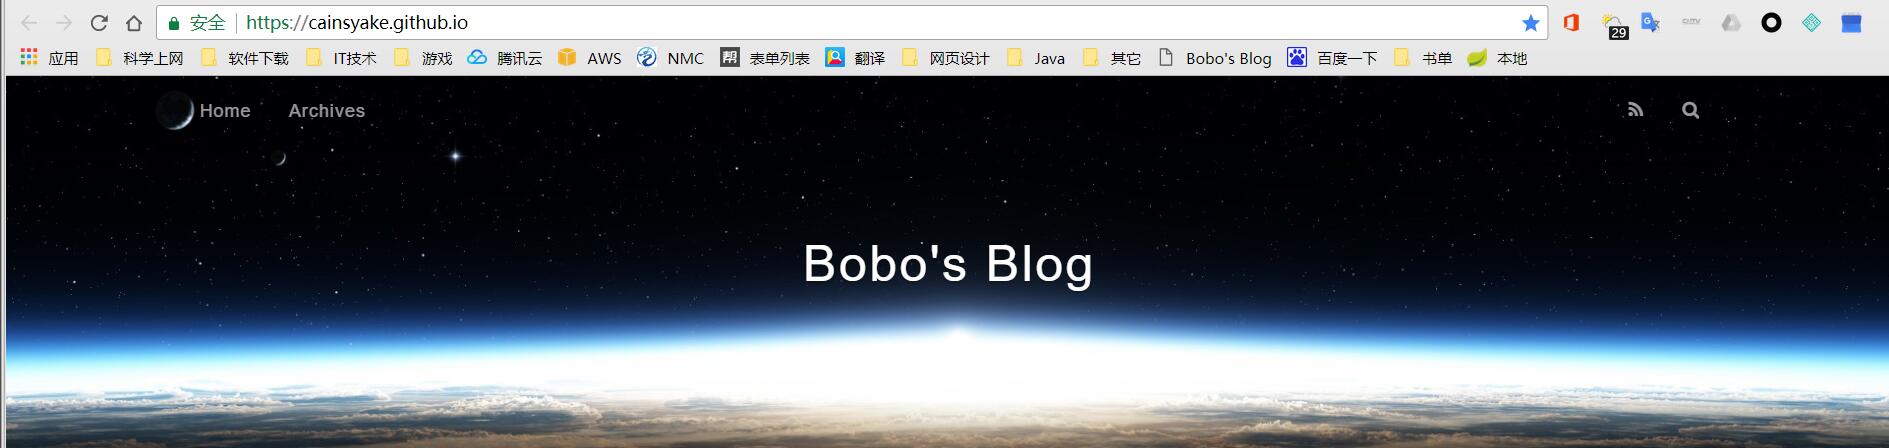 安全 https://cainsyake.github.io
29
应用 科学上网 软件下载 IT技术 游戏 腾讯云 AWS NMC 帮 表单列表 翻译 网页设计 Java 其它 Bobo's Blog 百度一下 书单 本地
Home Archives
Bobo's Blog